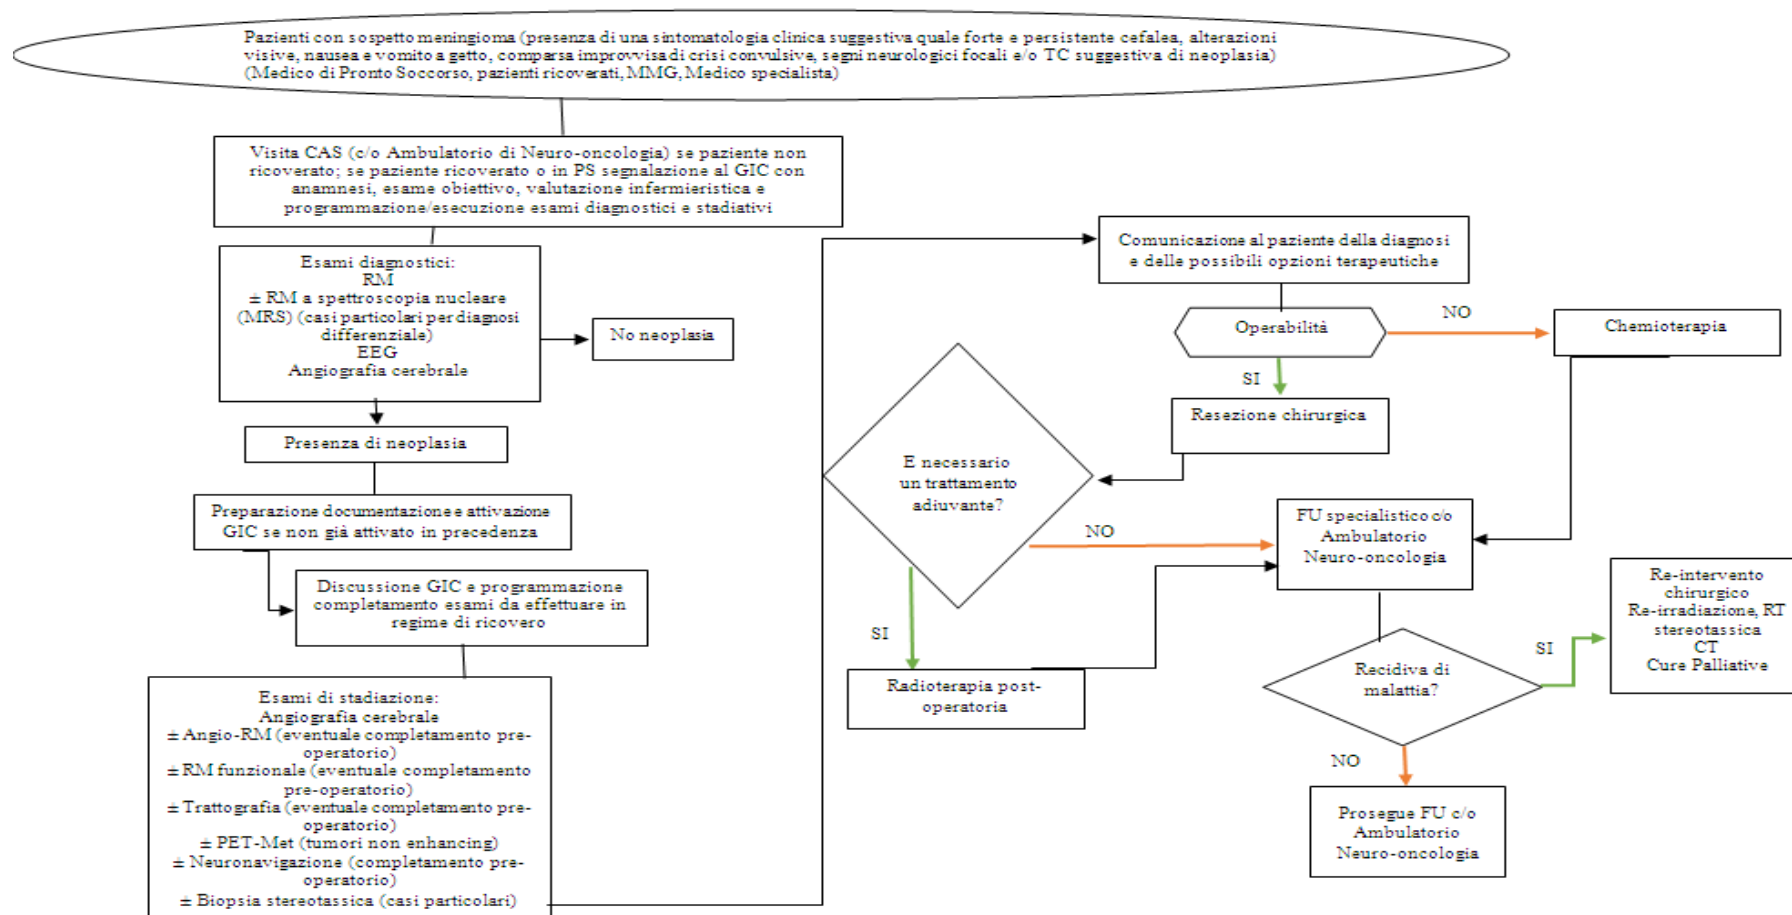 Pazienti con sospetto meningioma (presenza di una sintomatologia clinica suggestiva quale forte e persistente cefalea, alterazioni
visive, nausea e vomito a getto, comparsa improvvisa di crisi convulsive, segni neurologici focali e/o TC suggestiva di neoplasia)
(Medico di Pronto Soccorso, pazienti ricoverati, MMG, Medico specialista)
Visita CAS (c/o Ambulatorio di Neuro-oncologia) se paziente non
ricoverato; se paziente ricoverato o in PS segnalazione al GIC con
anamnesi, esame obiettivo, valutazione infermieristica e
programmazione/esecuzione esami diagnostici e stadiativi
Esami diagnostici:
RM
± RM a spettroscopia nucleare
(MRS) (casi particolari per diagnosi
differenziale)
EEG
Angiografia cerebrale
No neoplasia
Presenza di neoplasia
Preparazione documentazione e attivazione
GIC se non già attivato in precedenza
Discussione GIC e programmazione
completamento esami da effettuare in
regime di ricovero
Esami di stadiazione:
Angiografia cerebrale
± Angio-RM (eventuale completamento pre-
operatorio)
± RM funzionale (eventuale completamento
pre-operatorio)
± Trattografia (eventuale completamento pre-
operatorio)
± PET-Met (tumori non enhancing)
± Neuronavigazione (completamento pre-
operatorio)
± Biopsia stereotassica (casi particolari)
Comunicazione al paziente della diagnosi
e delle possibili opzioni terapeutiche
Operabilità
NO
Chemioterapia
SI
Resezione chirurgica
E necessario
un trattamento
adiuvante?
NO
FU specialistico c/o
Ambulatorio
Neuro-oncologia
SI
Radioterapia post-
operatoria
Recidiva di
malattia?
SI
Re-intervento
chirurgico
Re-irradiazione, RT
stereotassica
CT
Cure Palliative
NO
Prosegue FU c/o
Ambulatorio
Neuro-oncologia